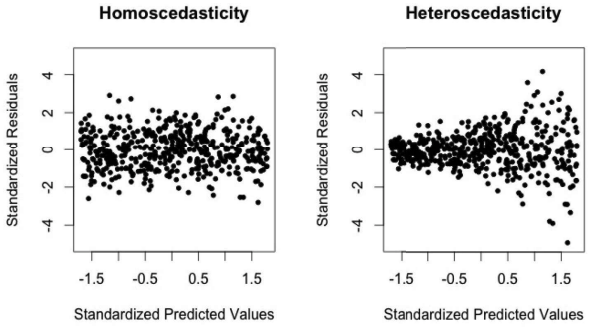 Homoscedasticity
Standardized Residuals
4
2
0
-2
-4
-1.5 -0.5 0.5 1.5
Standardized Predicted Values
Heteroscedasticity
Standardized Residuals
4
2
0
-2
-4
-1.5 -0.5 0.5 1.5
Standardized Predicted Values